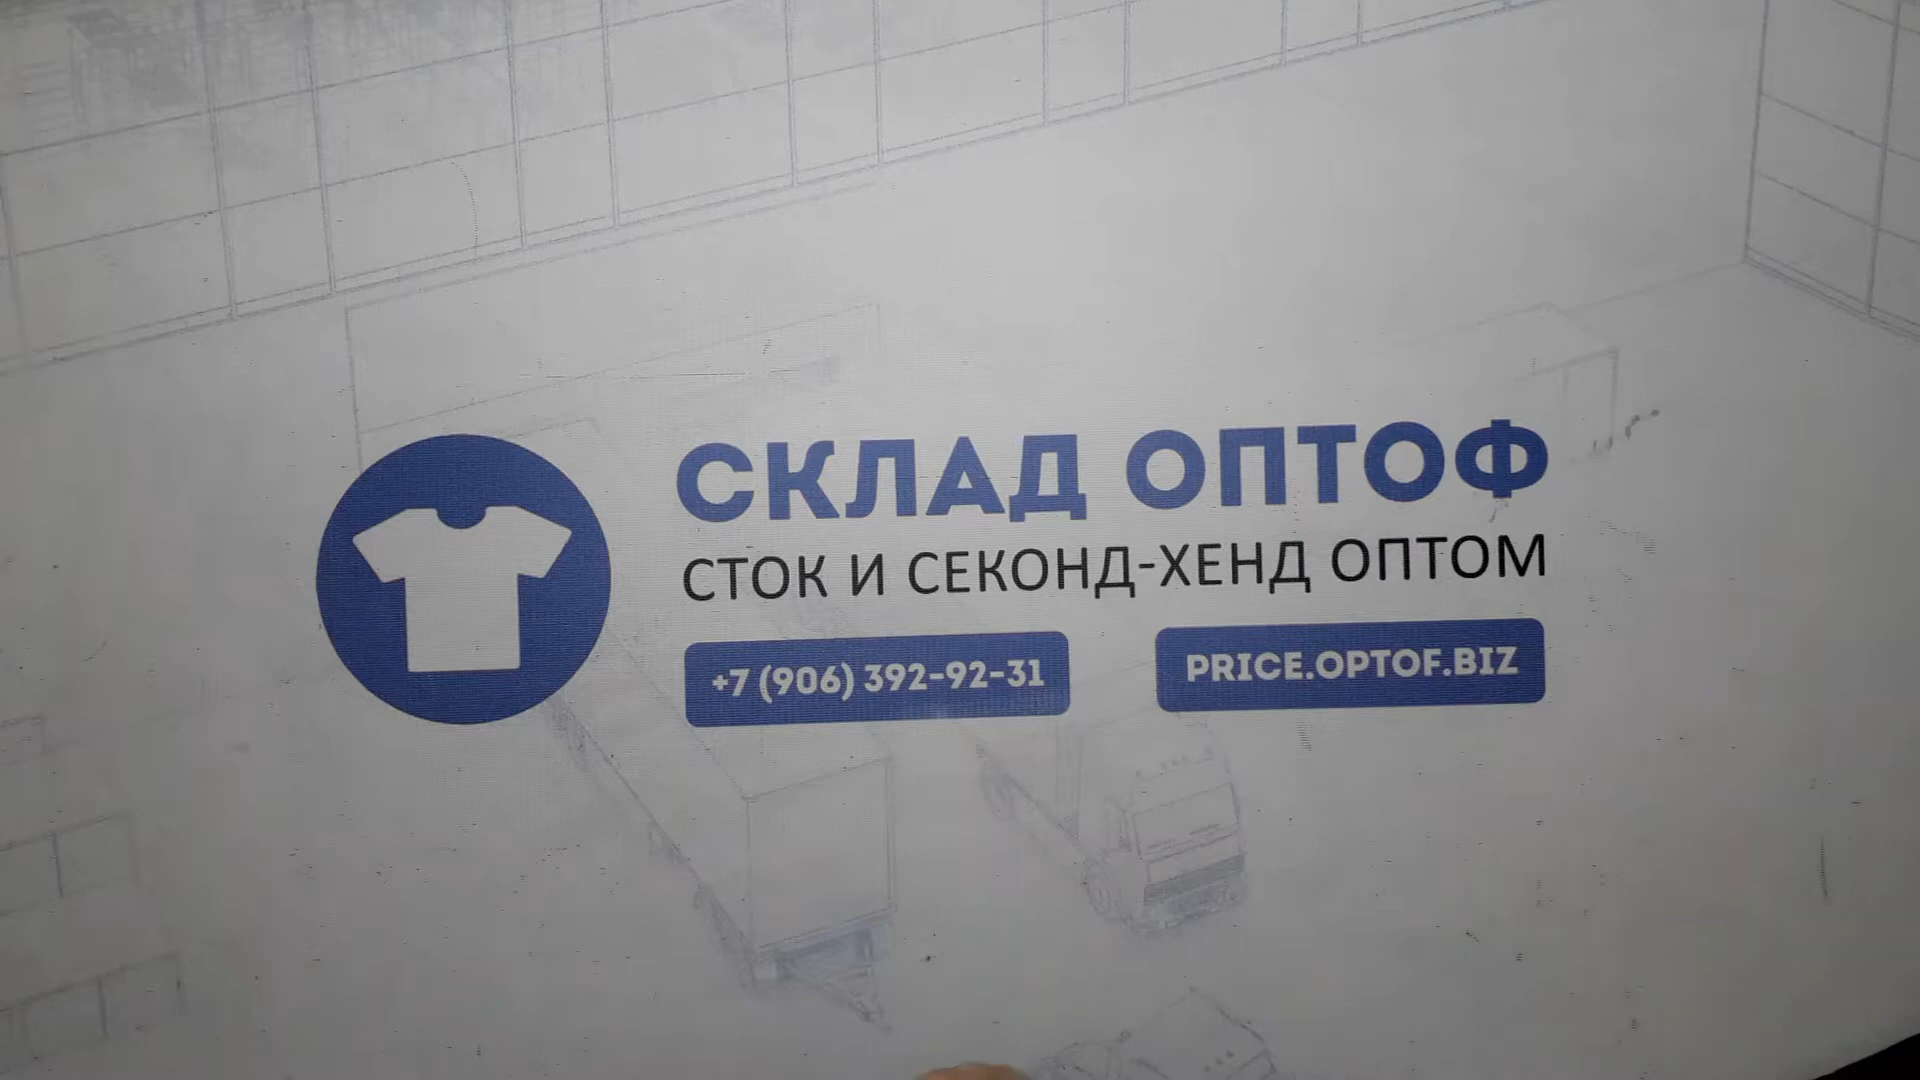 СКЛАД ОПТОФ
СТОК И СЕКОНД-ХЕНД ОПТОМ
+7 (906) 392-92-31
PRICE.OPTOF.BIZ